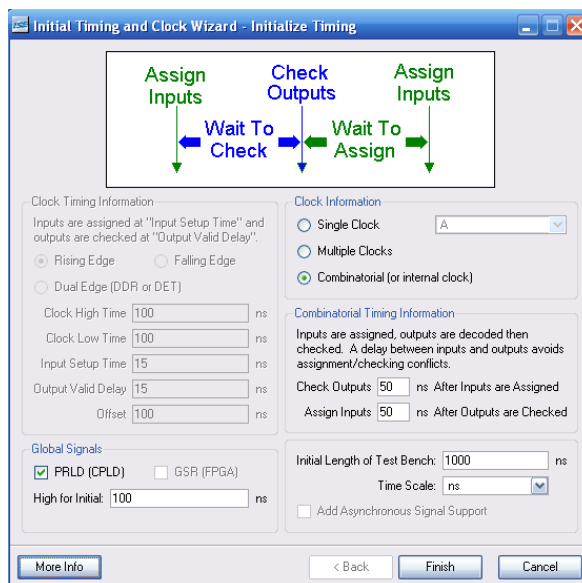 Initial Timing and Clock Wizard - Initialize Timing
Assign Inputs
Check Outputs
Assign Inputs
Wait To Check
Wait To Assign
Clock Timing Information
Inputs are assigned at "Input Setup Time" and
outputs are checked at "Output Valid Delay".
Rising Edge
Falling Edge
Dual Edge (DDR or DET)
Clock High Time 100 ns
Clock Low Time 100 ns
Input Setup Time 15 ns
Output Valid Delay 15 ns
Offset 100 ns
Global Signals
PRLD (CPLD)
GSR (FPGA)
High for Initial: 100 ns
Clock Information
Single Clock
A
Multiple Clocks
Combinatorial (or internal clock)
Combinatorial Timing Information
Inputs are assigned, outputs are decoded then
checked. A delay between inputs and outputs avoids
assignment/checking conflicts.
Check Outputs 50 ns After Inputs are Assigned
Assign Inputs 50 ns After Outputs are Checked
Initial Length of Test Bench: 1000 ns
Time Scale: ns
Add Asynchronous Signal Support
More Info
< Back
Finish
Cancel